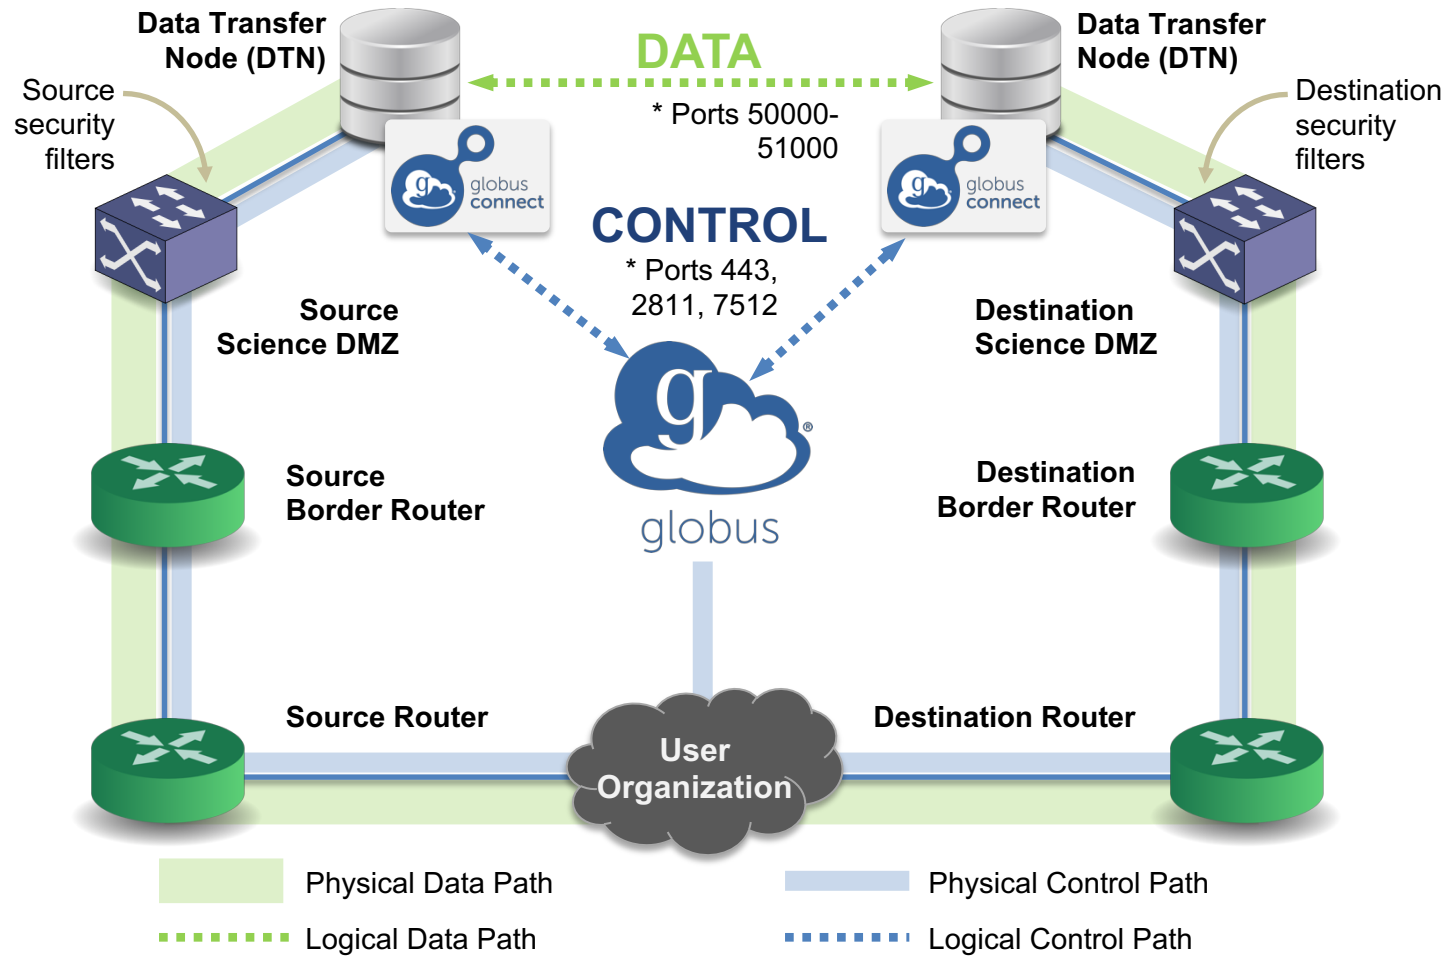 Data Transfer
Node (DTN)
DATA
Data Transfer
Node (DTN)
Source
security
filters
* Ports 50000-
51000
Destination
security
filters
g
globus
connect
g
globus
connect
CONTROL
* Ports 443,
2811, 7512
Source
Science DMZ
Destination
Science DMZ
g
®
globus
Source
Border Router
Destination
Border Router
Source Router
User
Organization
Destination Router
Physical Data Path
Physical Control Path
Logical Data Path
Logical Control Path